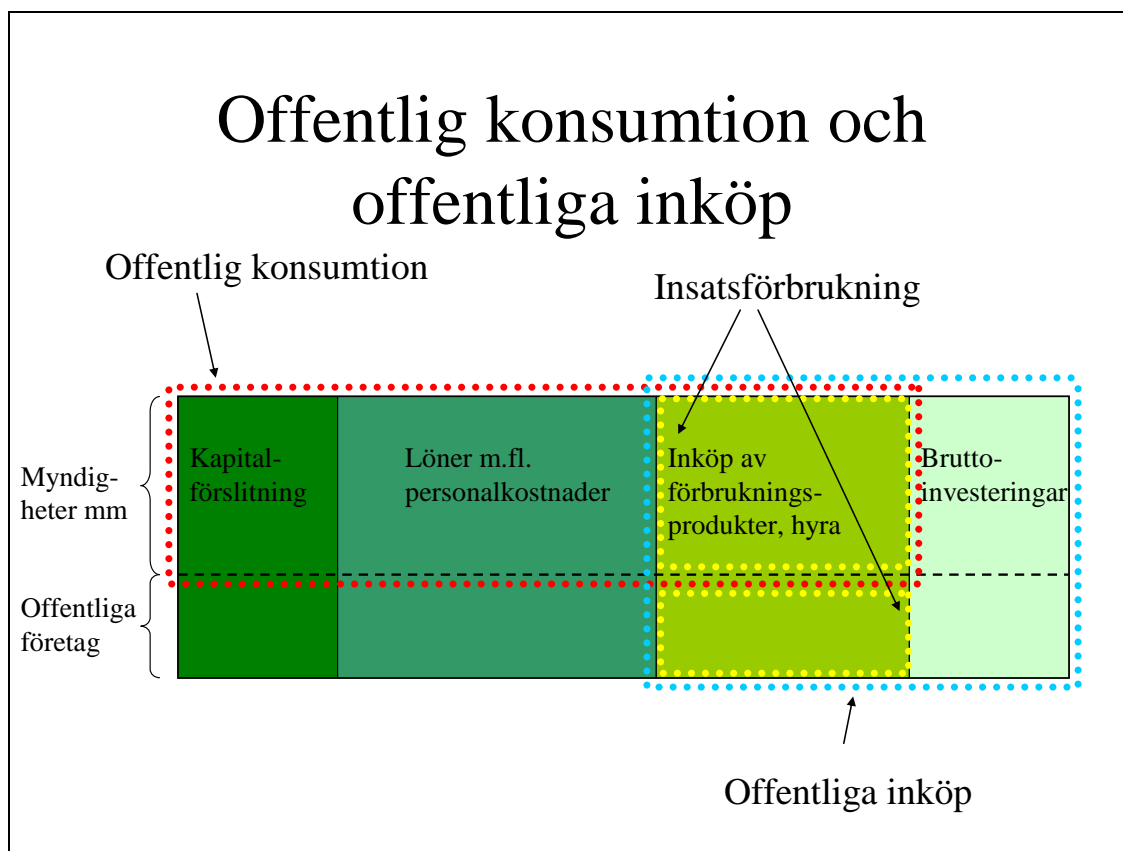 Offentlig konsumtion och
offentliga inköp
Offentlig konsumtion
Insatsförbrukning
Myndig-
heter mm
Kapital-
förslitning
Löner m.fl.
personalkostnader
Inköp av
förbruknings-
produkter, hyra
Brutto-
investeringar
Offentliga
företag
Offentliga inköp